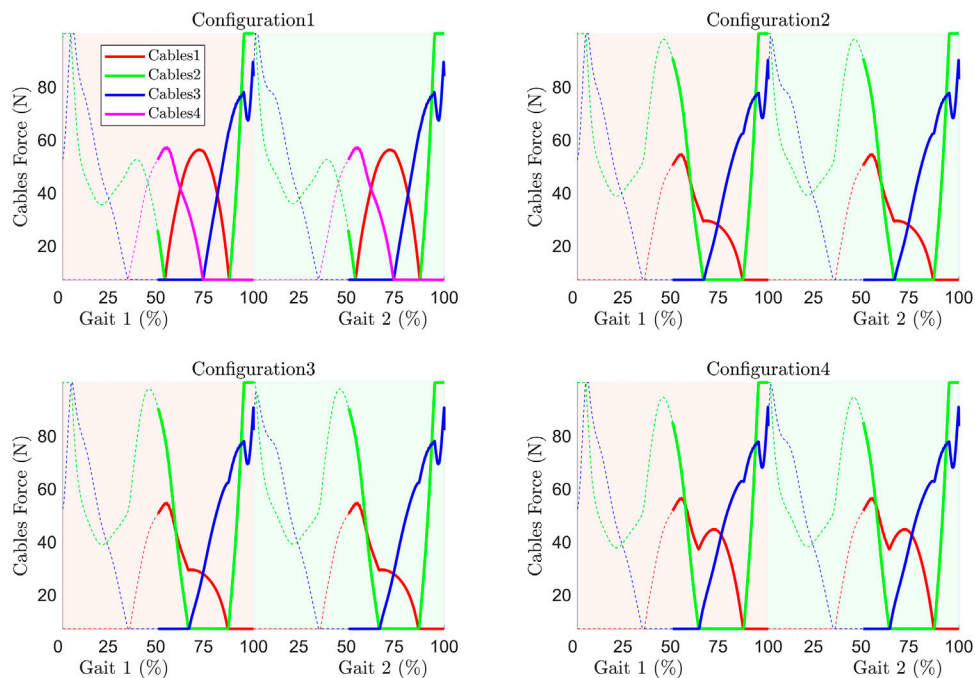 Configuration1
Cables Force (N)
80
60
40
20
Cables1
Cables2
Cables3
Cables4
0 50 75 100 25 50 75 100
Gait 1 (%) Gait 2 (%)
Configuration2
Cables Force (N)
80
60
40
20
0 25 50 75 100 25 50 75 100
Gait 1 (%) Gait 2 (%)
Configuration3
Cables Force (N)
80
60
40
20
0 25 50 75 100 25 50 75 100
Gait 1 (%) Gait 2 (%)
Configuration4
Cables Force (N)
80
60
40
20
0 25 50 75 100 25 50 75 100
Gait 1 (%) Gait 2 (%)